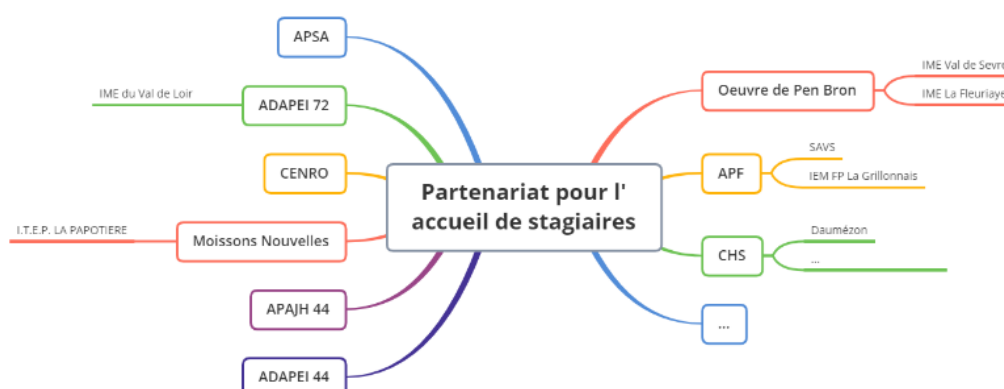 APSA
IME du Val de Loir
ADAPEI 72
CENRO
I.T.E.P. LA PAPOTIERE
Moissons Nouvelles
APAJH 44
ADAPEI 44
Partenariat pour l'
accueil de stagiaires
Oeuvre de Pen Bron
IME Val de Sevre
IME La Fleuriaye
APF
SAVS
IEM FP La Grillonnais
CHS
Daumézon
...
...